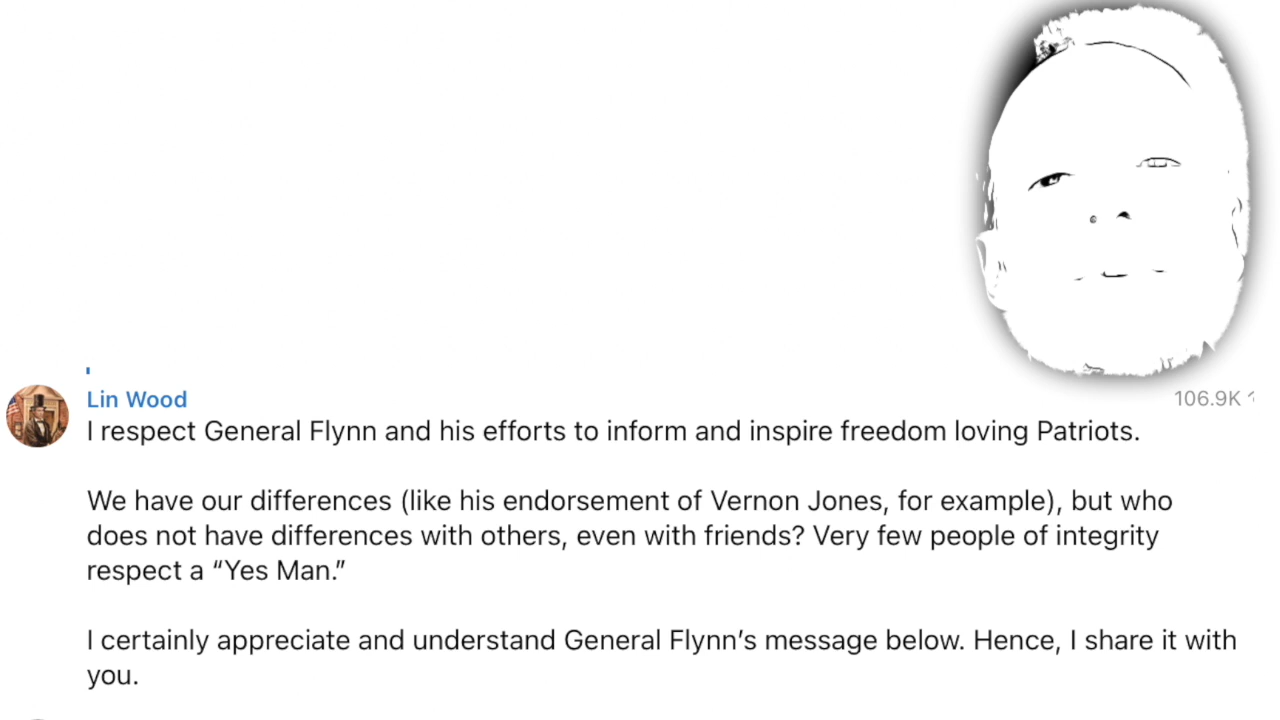 Lin Wood
106.9K
I respect General Flynn and his efforts to inform and inspire freedom loving Patriots.
We have our differences (like his endorsement of Vernon Jones, for example), but who
does not have differences with others, even with friends? Very few people of integrity
respect a “Yes Man.”
I certainly appreciate and understand General Flynn’s message below. Hence, I share it with
you.